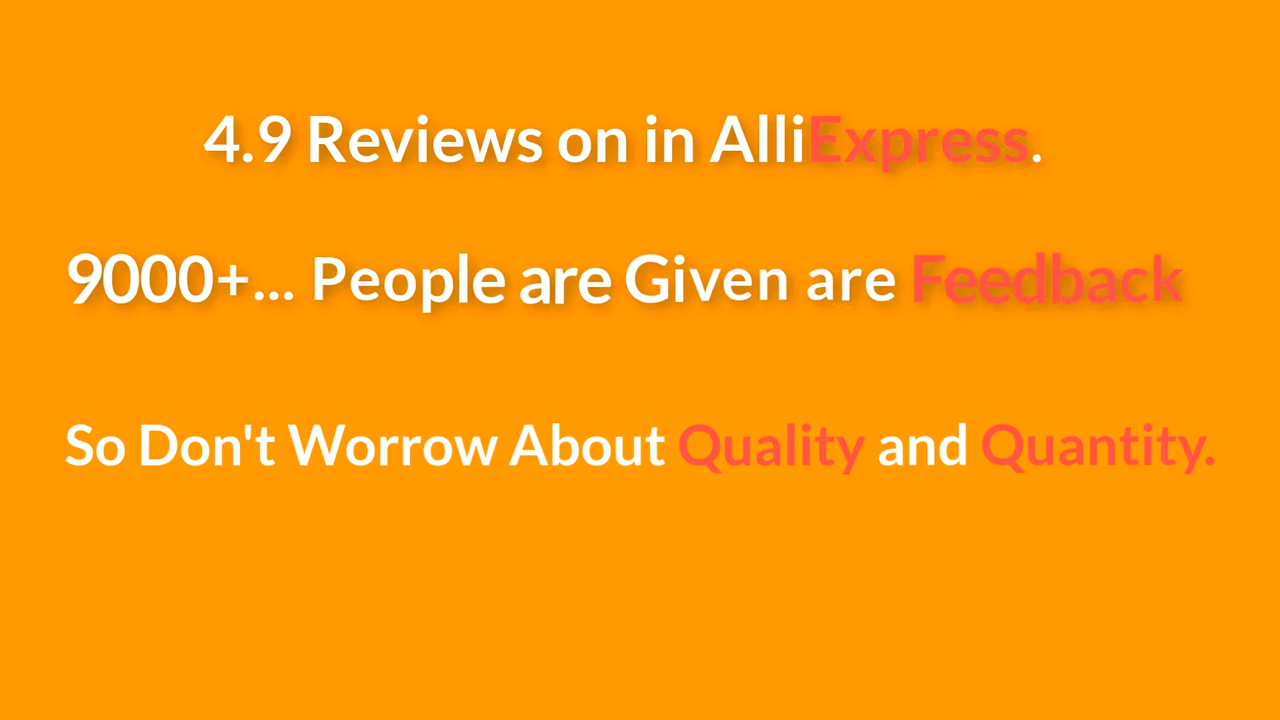 4.9 Reviews on in AlliExpress.
9000+... People are Given are Feedback
So Don't Worrow About Quality and Quantity.